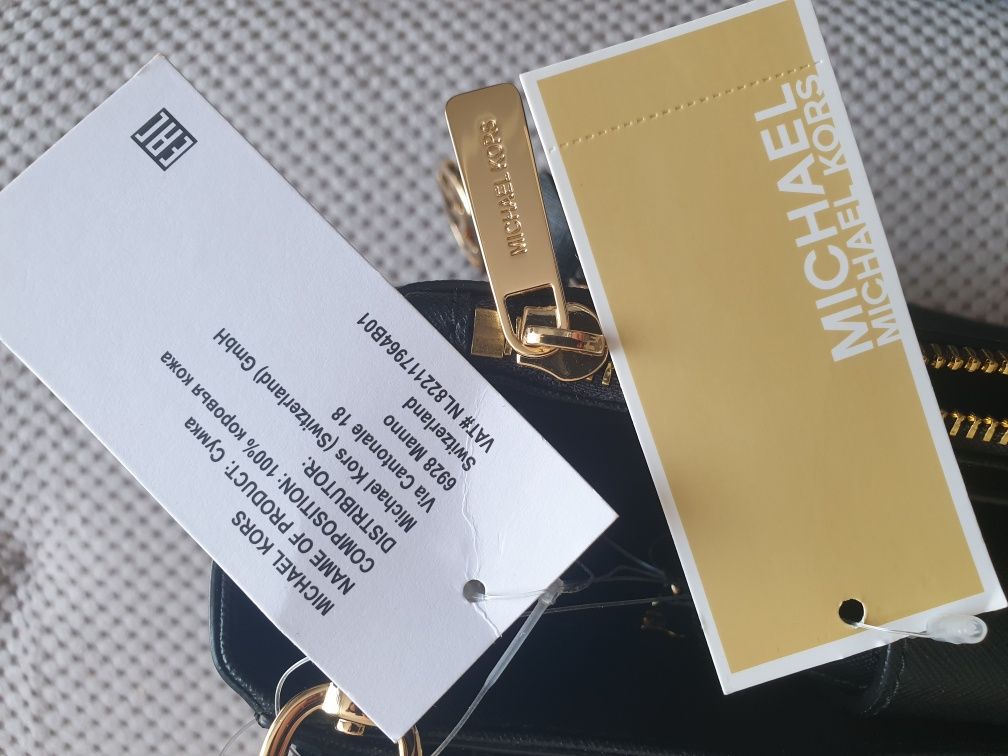 EAC
MICHAEL KORS
NAME OF PRODUCT: Сумка
COMPOSITION: 100% коровья кожа
DISTRIBUTOR:
Michael Kors (Switzerland) GmbH
Via Cantonale 18
6928 Manno
Switzerland
VAT# NL822117964B01
MICHAEL KORS
MICHAEL
MICHAEL KORS